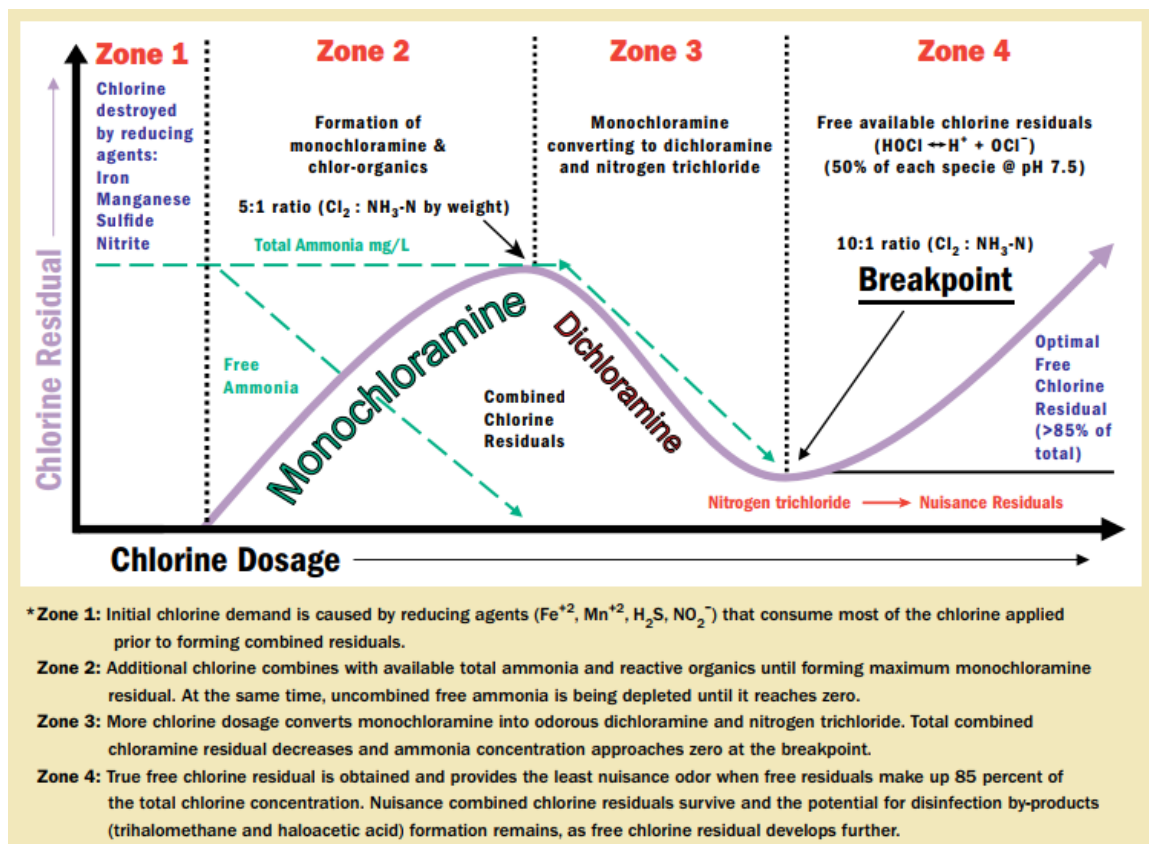 Zone 1
Zone 2
Zone 3
Zone 4
Chlorine
destroyed
by reducing
agents:
Iron
Manganese
Sulfide
Nitrite
Formation of
monochloramine &
chlor-organics
Monochloramine
converting to dichloramine
and nitrogen trichloride
Free available chlorine residuals
(HOCl ↔H⁺ + OCl⁻)
(50% of each specie @ pH 7.5)
5:1 ratio (Cl₂ : NH₃-N by weight)
Total Ammonia mg/L
10:1 ratio (Cl₂ : NH₃-N)
Breakpoint
Chlorine Residual
Free
Ammonia
Monochloramine
Combined
Chlorine
Residuals
Dichloramine
Optimal
Free
Chlorine
Residual
(>85% of
total)
Nitrogen trichloride → Nuisance Residuals
Chlorine Dosage
*Zone 1: Initial chlorine demand is caused by reducing agents (Fe⁺², Mn⁺², H₂S, NO₂⁻) that consume most of the chlorine applied
prior to forming combined residuals.
Zone 2: Additional chlorine combines with available total ammonia and reactive organics until forming maximum monochloramine
residual. At the same time, uncombined free ammonia is being depleted until it reaches zero.
Zone 3: More chlorine dosage converts monochloramine into odorous dichloramine and nitrogen trichloride. Total combined
chloramine residual decreases and ammonia concentration approaches zero at the breakpoint.
Zone 4: True free chlorine residual is obtained and provides the least nuisance odor when free residuals make up 85 percent of
the total chlorine concentration. Nuisance combined chlorine residuals survive and the potential for disinfection by-products
(trihalomethane and haloacetic acid) formation remains, as free chlorine residual develops further.